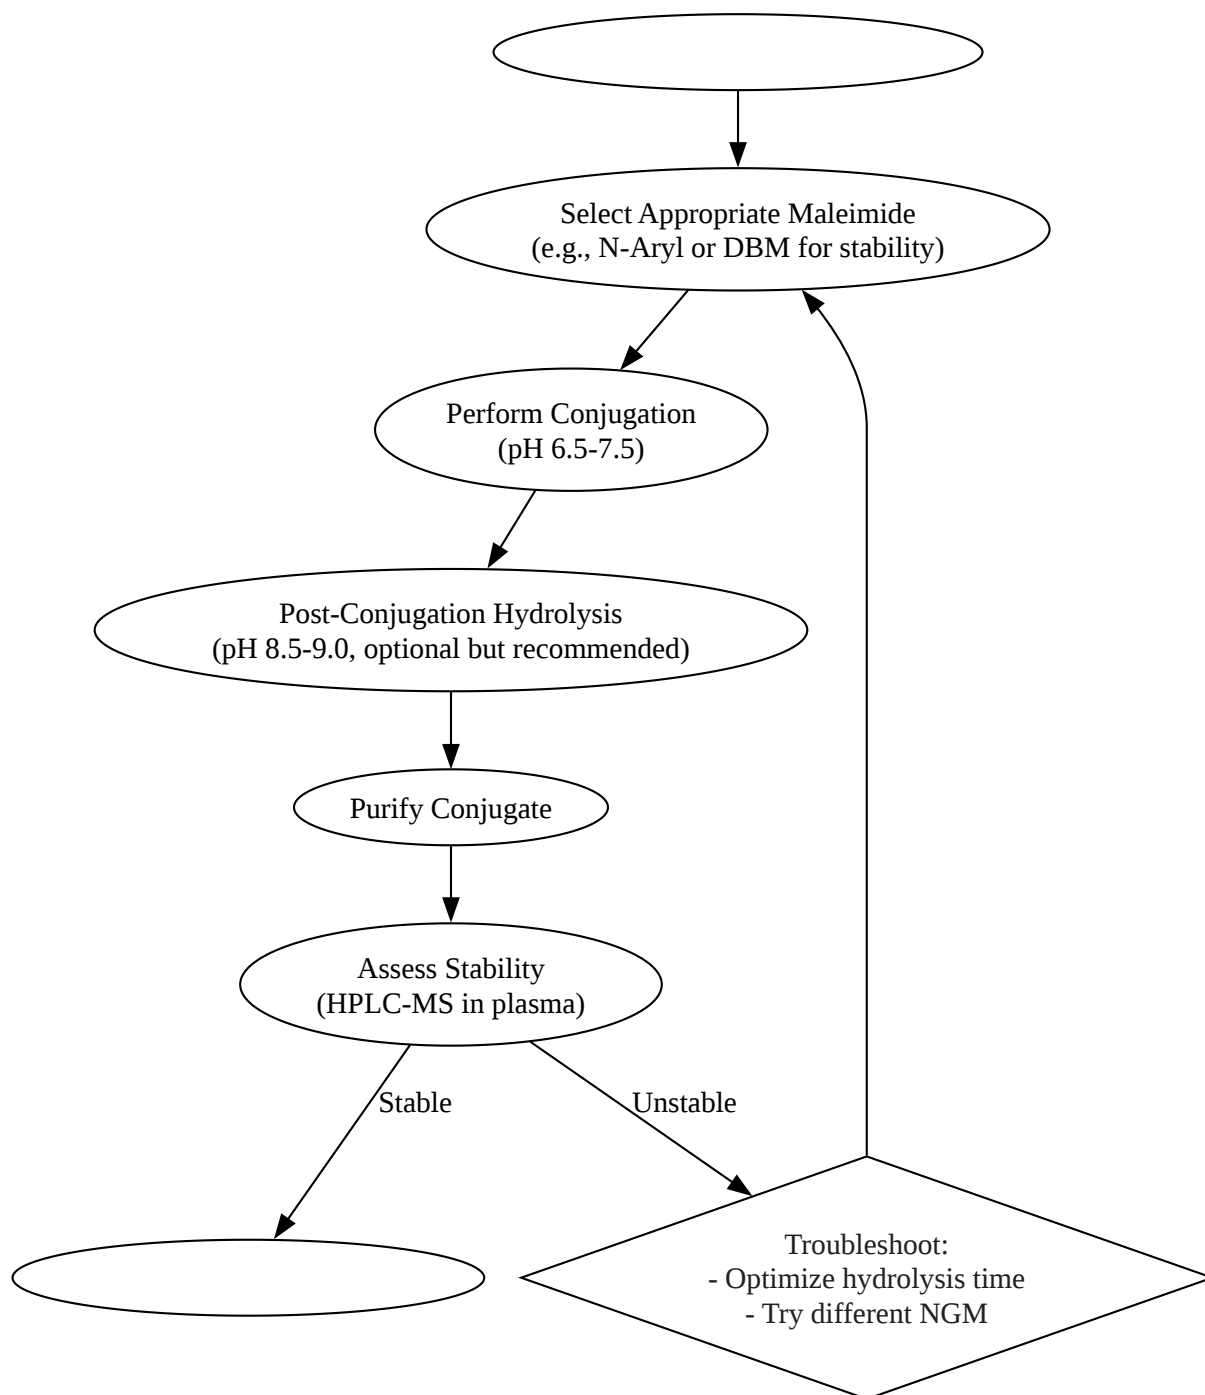 Select Appropriate Maleimide
(e.g., N-Aryl or DBM for stability)
Perform Conjugation
(pH 6.5-7.5)
Post-Conjugation Hydrolysis
(pH 8.5-9.0, optional but recommended)
Purify Conjugate
Assess Stability
(HPLC-MS in plasma)
Stable
Unstable
Troubleshoot:
- Optimize hydrolysis time
- Try different NGM